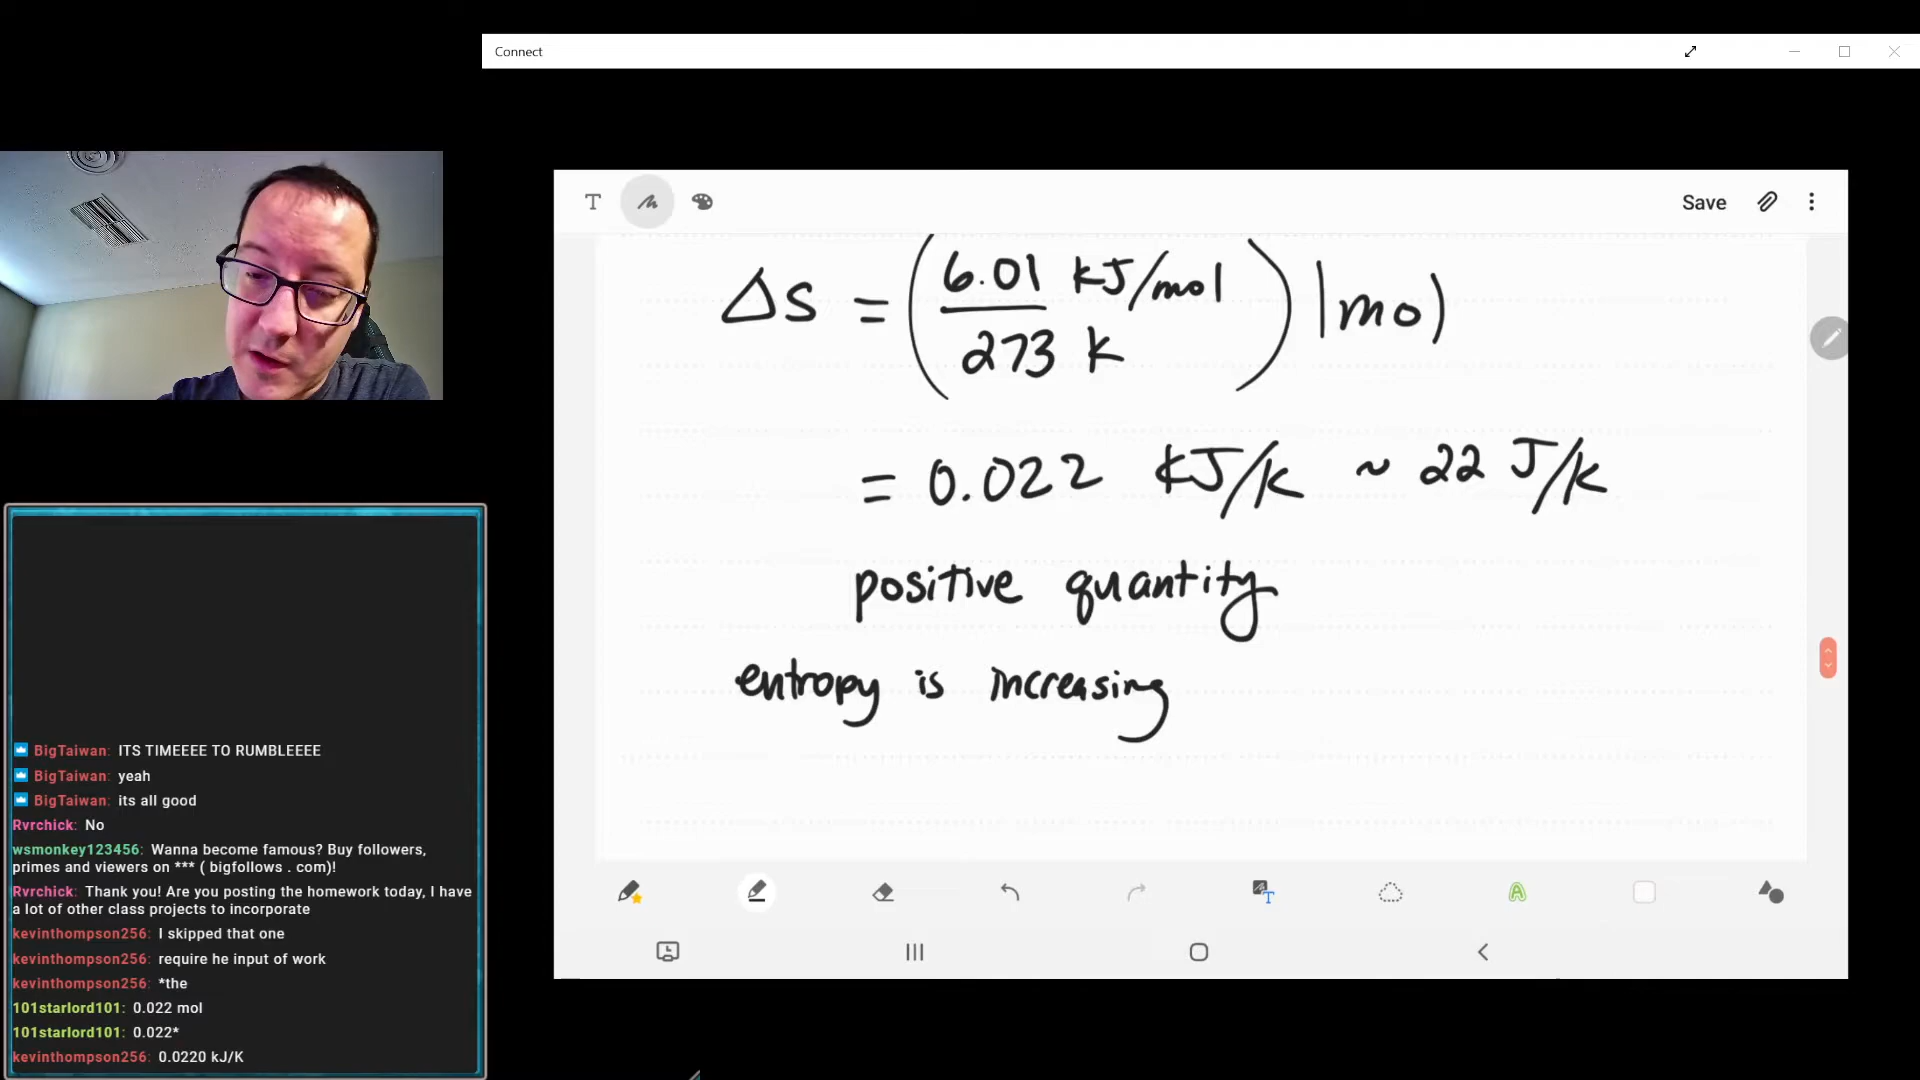 Connect
T
Save
ΔS = (6.01 kJ/mol / 273 K) 1mol
= 0.022 kJ/K ~ 22 J/K
positive quantity
entropy is increasing
BigTaiwan: ITS TIMEEEE TO RUMBLEEEE
BigTaiwan: yeah
BigTaiwan: its all good
Rvrchick: No
wsmonkey123456: Wanna become famous? Buy followers,
primes and viewers on *** ( bigfollows . com)!
Rvrchick: Thank you! Are you posting the homework today, I have
a lot of other class projects to incorporate
kevinthompson256: I skipped that one
kevinthompson256: require he input of work
kevinthompson256: *the
101starlord101: 0.022 mol
101starlord101: 0.022*
kevinthompson256: 0.0220 kJ/K
T
A